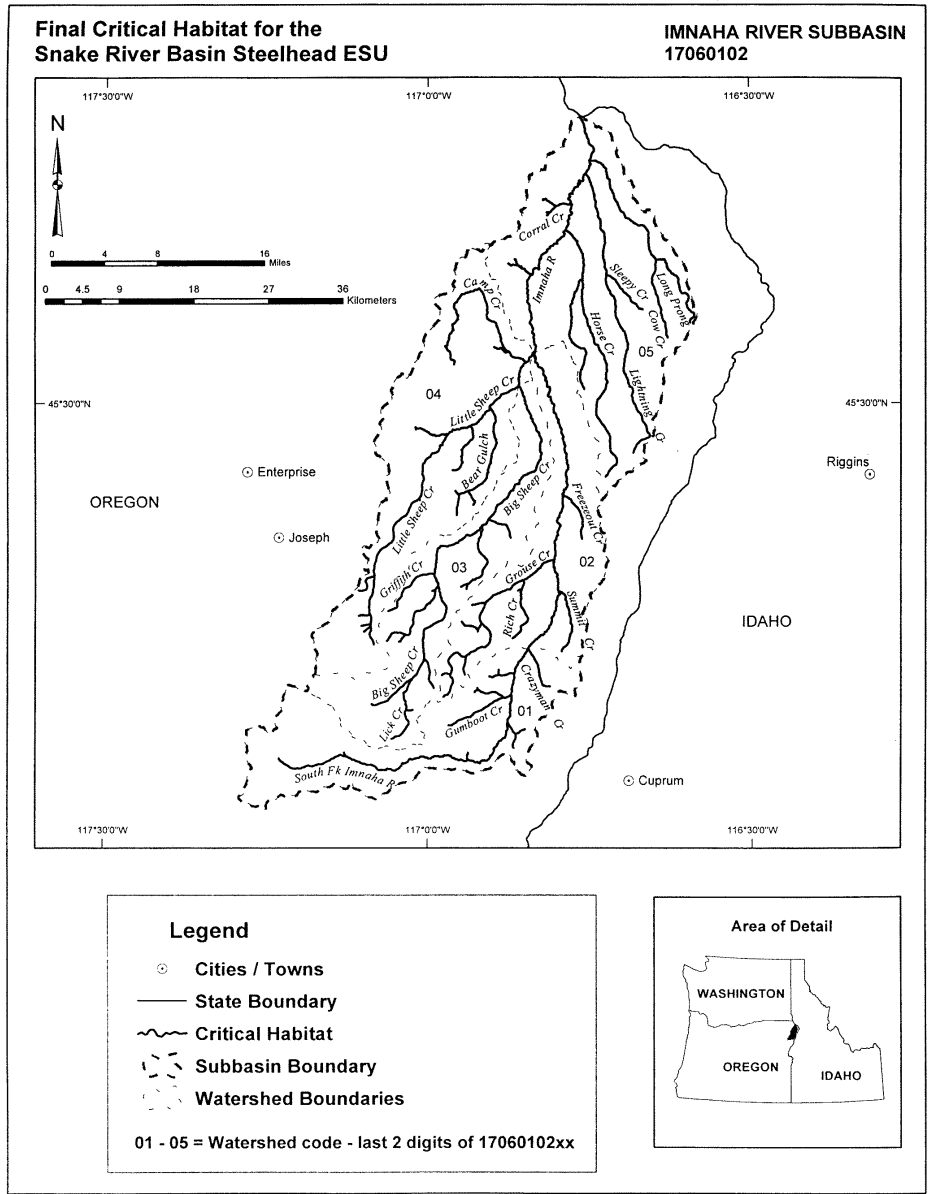 Final Critical Habitat for the
Snake River Basin Steelhead ESU
IMNAHA RIVER SUBBASIN
17060102
117°30'0"W
117°0'0"W
116°30'0"W
N
0 4 8 16
Miles
0 4.5 9 18 27 36
Kilometers
Corral Cr
Imnaha R
Camp Cr
Sleepy Cr
Long Prong
Cow Cr
Horse Cr
05
Lightning Cr
45°30'0"N
45°30'0"N
04
Little Sheep Cr
Bear Gulch
Riggins
Enterprise
OREGON
Joseph
Little Sheep Cr
Big Sheep Cr
Freezeout Cr
02
03
Griffith Cr
Grouse Cr
Rich Cr
Summit Cr
IDAHO
Big Sheep Cr
Lick Cr
Crazyman Cr
01
Gumboot Cr
South Fk Imnaha R
Cuprum
117°30'0"W
117°0'0"W
116°30'0"W
Legend
Cities / Towns
State Boundary
Critical Habitat
Subbasin Boundary
Watershed Boundaries
01 - 05 = Watershed code - last 2 digits of 17060102xx
Area of Detail
WASHINGTON
OREGON
IDAHO